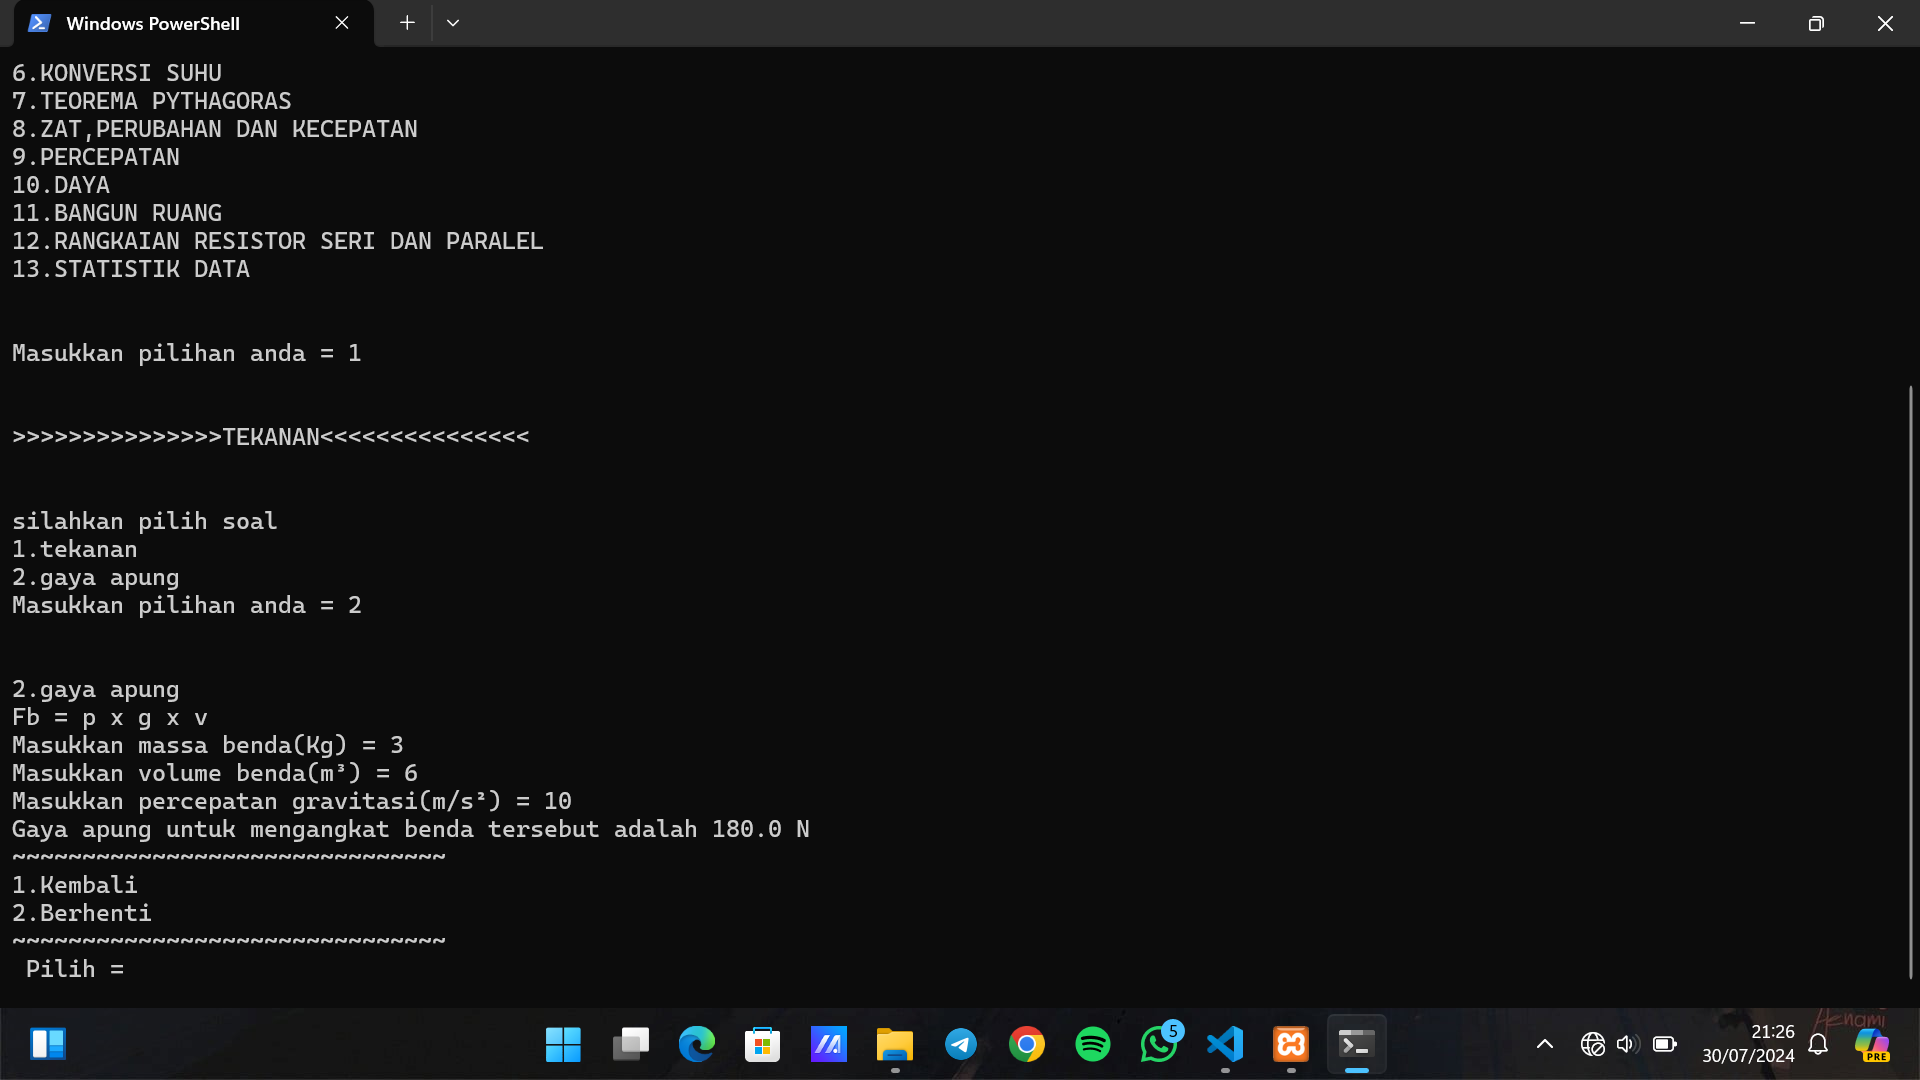 Windows PowerShell
6.KONVERSI SUHU
7.TEOREMA PYTHAGORAS
8.ZAT,PERUBAHAN DAN KECEPATAN
9.PERCEPATAN
10.DAYA
11.BANGUN RUANG
12.RANGKAIAN RESISTOR SERI DAN PARALEL
13.STATISTIK DATA
Masukkan pilihan anda = 1
>>>>>>>>>>>>>>>TEKANAN<<<<<<<<<<<<<<<
silahkan pilih soal
1.tekanan
2.gaya apung
Masukkan pilihan anda = 2
2.gaya apung
Fb = p x g x v
Masukkan massa benda(Kg) = 3
Masukkan volume benda(m³) = 6
Masukkan percepatan gravitasi(m/s²) = 10
Gaya apung untuk mengangkat benda tersebut adalah 180.0 N
~~~~~~~~~~~~~~~~~~~~~~~~~~~~~~~
1.Kembali
2.Berhenti
~~~~~~~~~~~~~~~~~~~~~~~~~~~~~~~
Pilih =
Henami
5
21:26
30/07/2024
PRE